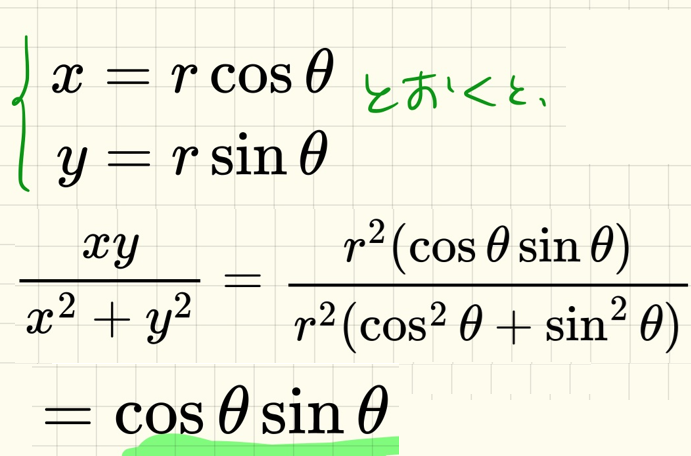 x = r cos θ とおくと、
y = r sin θ
xy / (x² + y²) = r²(cos θ sin θ) / r²(cos² θ + sin² θ)
= cos θ sin θ